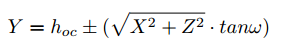 Y = h_{oc} ± (√(X² + Z²) · tanω)